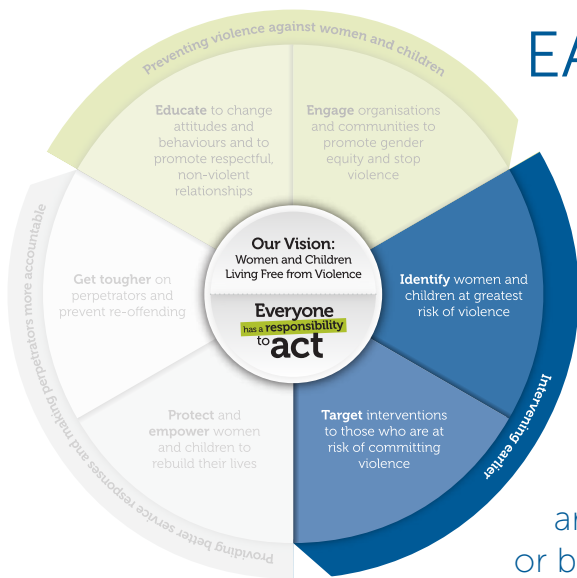 Preventing violence against women and children
EA
Educate to change
attitudes and
behaviours and to
promote respectful,
non-violent
relationships
Engage organisations
and communities to
promote gender
equity and stop
violence
Get tougher on
perpetrators and
prevent re-offending
Our Vision:
Women and Children
Living Free from Violence
Everyone
has a responsibility
to act
Identify women and
children at greatest
risk of violence
Protect and
empower women
and children to
rebuild their lives
Target interventions
to those who are at
risk of committing
violence
Intervening earlier
Providing better service responses and making perpetrators more accountable
ar
or b